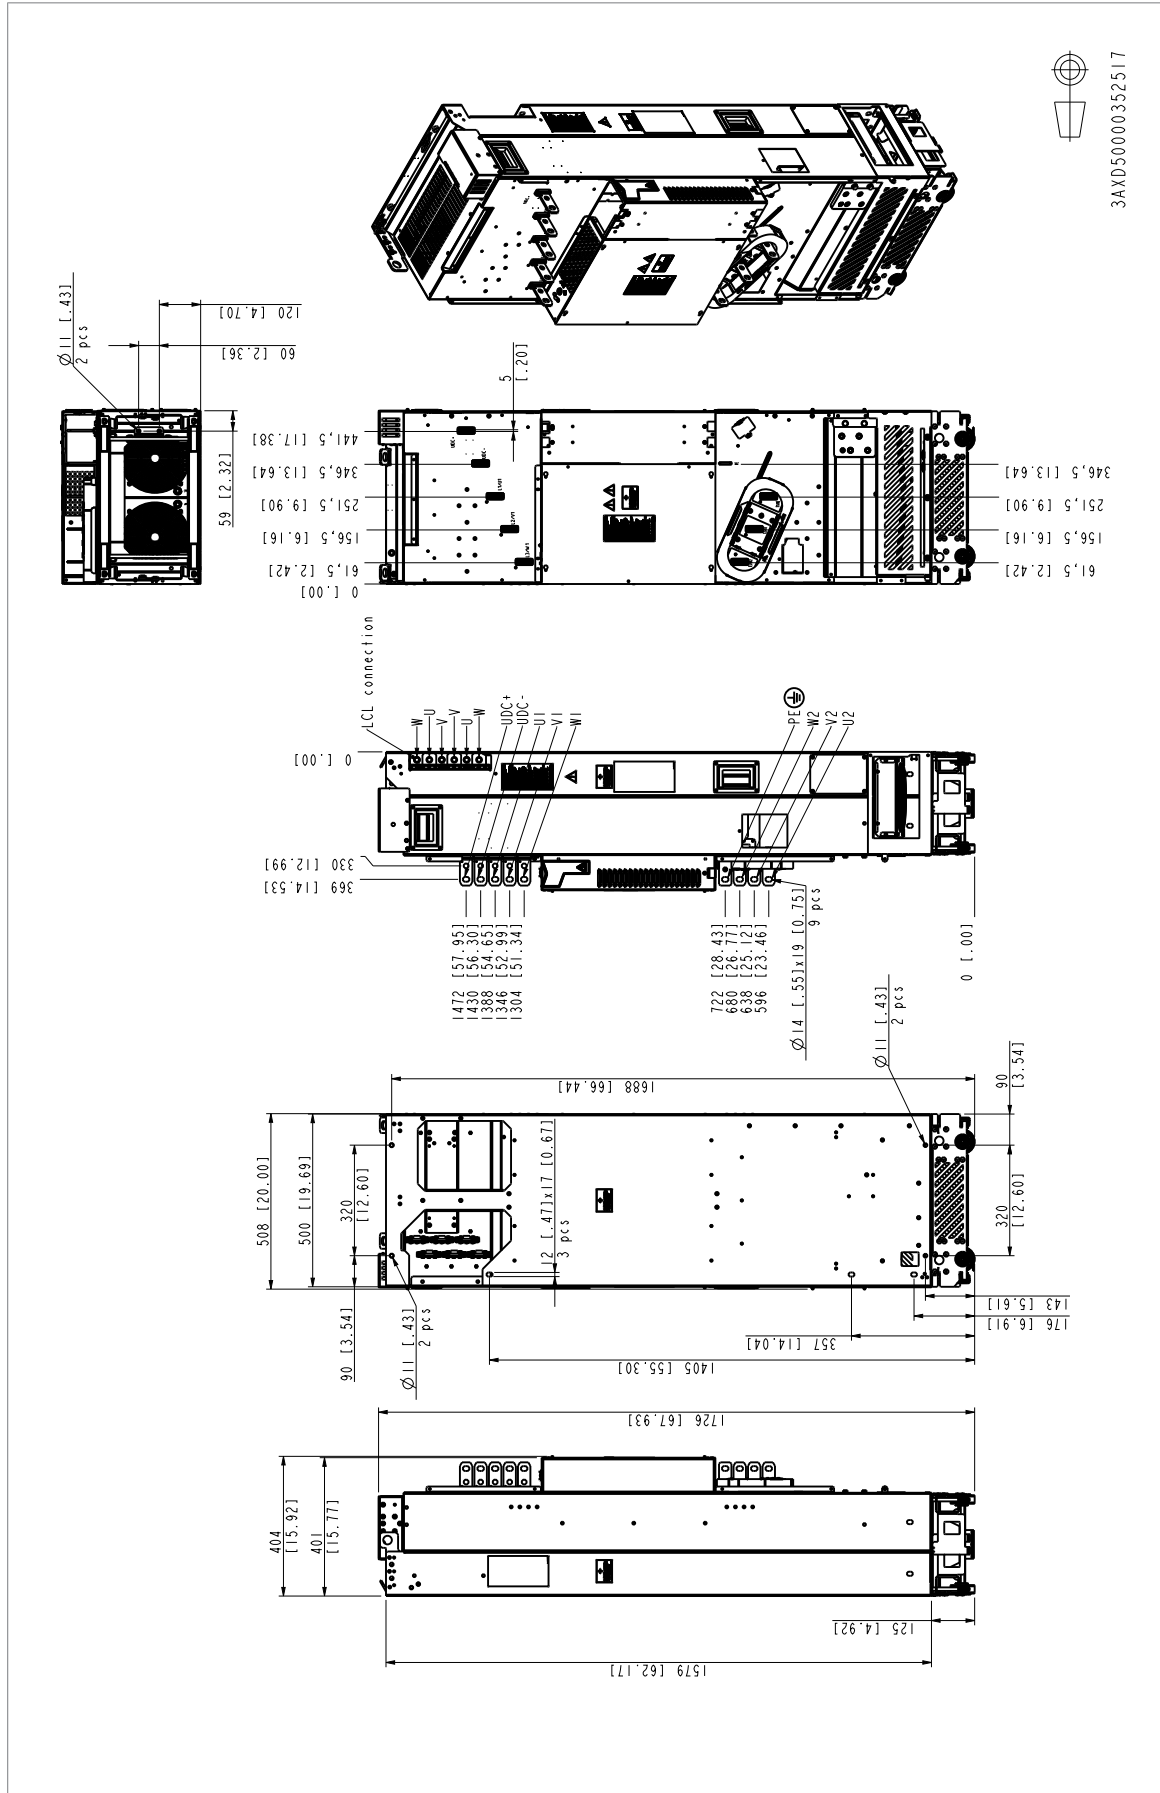 3AXD50000352517
Ø11 [.43]
2 pcs
120 [4.70]
60 [2.36]
59 [2.32]
5
[.20]
441,5 [17.38]
346,5 [13.64]
251,5 [9.90]
156,5 [6.16]
61,5 [2.42]
0 [.00]
346,5 [13.64]
251,5 [9.90]
156,5 [6.16]
61,5 [2.42]
UDC+
UDC-
L1/U1
L2/V1
L3/W1
LCL connection
W
U
V
V
U
W
UDC+
UDC-
U1
V1
W1
PE
W2
V2
U2
0 [.00]
330 [12.99]
369 [14.53]
1472 [57.95]
1430 [56.30]
1388 [54.65]
1346 [52.99]
1304 [51.34]
722 [28.43]
680 [26.77]
638 [25.12]
596 [23.46]
Ø14 [.55]x19 [0.75]
9 pcs
0 [.00]
Ø11 [.43]
2 pcs
90
[3.54]
1688 [66.44]
508 [20.00]
500 [19.69]
320
[12.60]
90 [3.54]
Ø11 [.43]
2 pcs
12 [.47]x17 [0.67]
3 pcs
320
[12.60]
143 [5.61]
176 [6.91]
357 [14.04]
1405 [55.30]
1726 [67.93]
404
[15.92]
401
[15.77]
125 [4.92]
1579 [62.17]